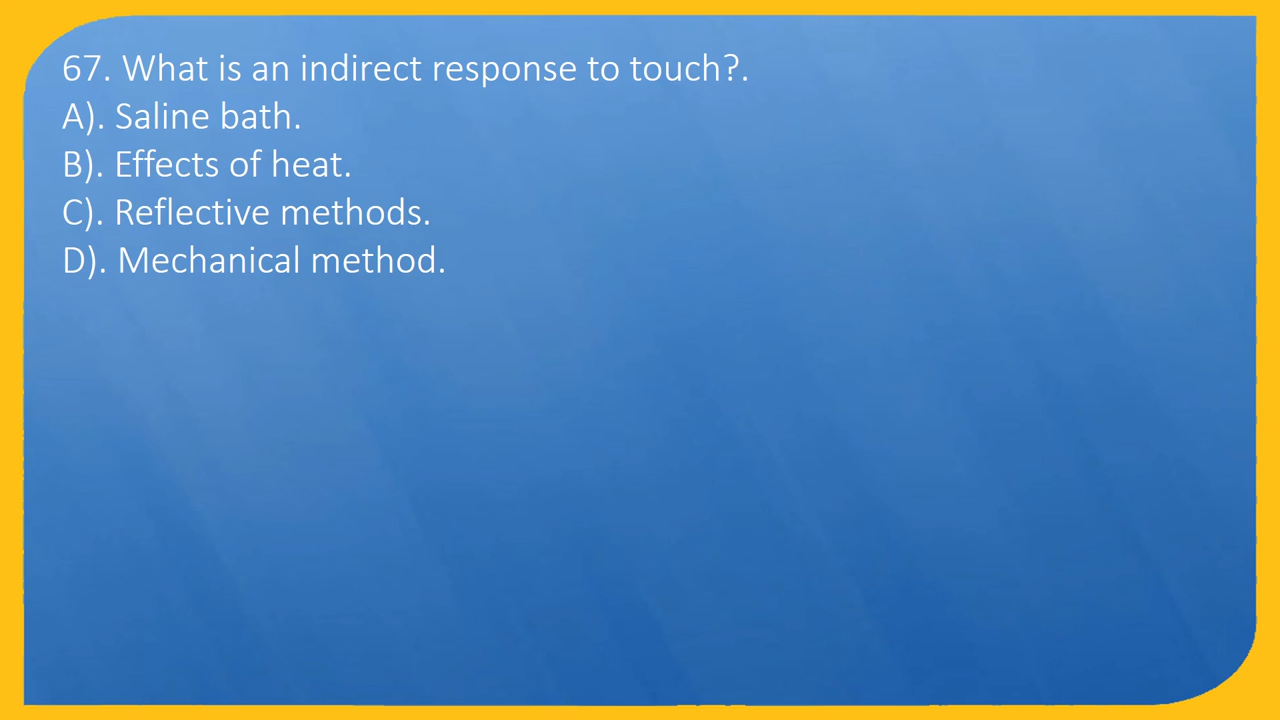 67. What is an indirect response to touch?.
A). Saline bath.
B). Effects of heat.
C). Reflective methods.
D). Mechanical method.